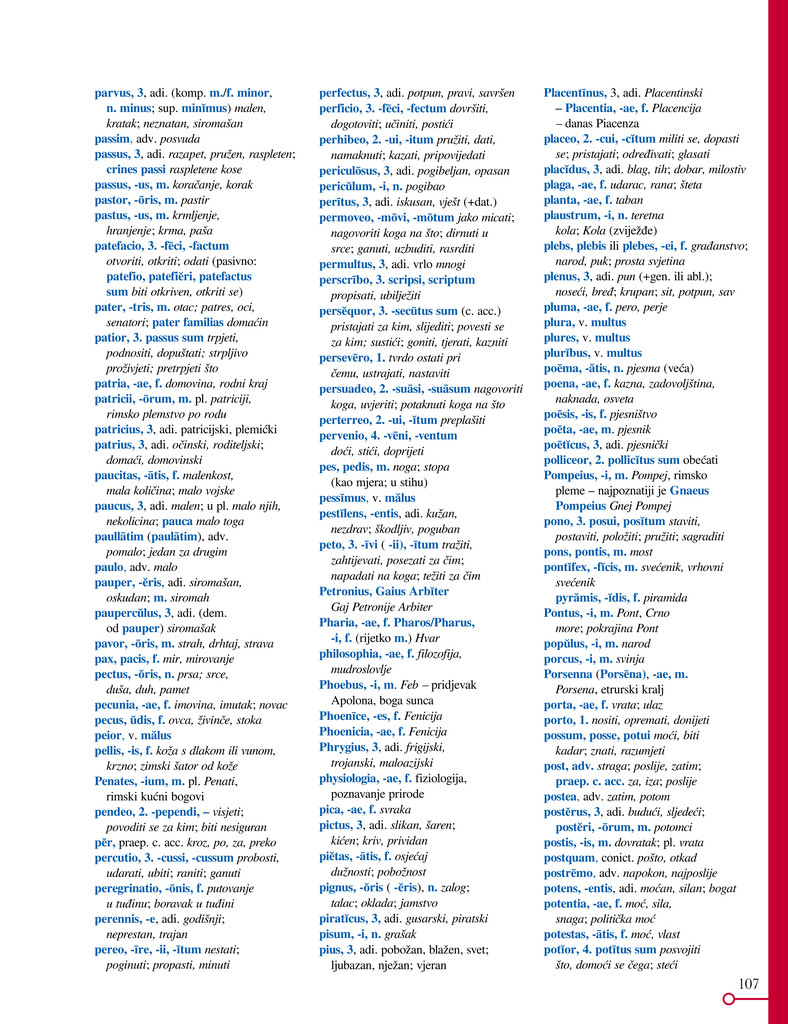 parvus, 3, adi. (komp. m./f. minor,
n. minus; sup. minĭmus) malen,
kratak; neznatan, siromašan
passim, adv. posvuda
passus, 3, adi. razapet, pružen, raspleten;
crines passi raspletene kose
passus, -us, m. koračanje, korak
pastor, -ōris, m. pastir
pastus, -us, m. krmljenje,
hranjenje; krma, paša
patefacio, 3. -fēci, -factum
otvoriti, otkriti; odati (pasivno:
patefio, patefiĕri, patefactus
sum biti otkriven, otkriti se)
pater, -tris, m. otac; patres, oci,
senatori; pater familias domaćin
patior, 3. passus sum trpjeti,
podnositi, dopuštati; strpljivo
proživjeti; pretrpjeti što
patria, -ae, f. domovina, rodni kraj
patricii, -ōrum, m. pl. patriciji,
rimsko plemstvo po rodu
patricius, 3, adi. patricijski, plemićki
patrius, 3, adi. očinski, roditeljski;
domaći, domovinski
paucitas, -ātis, f. malenkost,
mala količina; malo vojske
paucus, 3, adi. malen; u pl. malo njih,
nekolicina; pauca malo toga
paullātim (paulātim), adv.
pomalo; jedan za drugim
paulo, adv. malo
pauper, -ĕris, adi. siromašan,
oskudan; m. siromah
paupercŭlus, 3, adi. (dem.
od pauper) siromašak
pavor, -ōris, m. strah, drhtaj, strava
pax, pacis, f. mir, mirovanje
pectus, -ŏris, n. prsa; srce,
duša, duh, pamet
pecunia, -ae, f. imovina, imutak; novac
pecus, ŭdis, f. ovca, živinče, stoka
peior, v. mălus
pellis, -is, f. koža s dlakom ili vunom,
krzno; zimski šator od kože
Penates, -ium, m. pl. Penati,
rimski kućni bogovi
pendeo, 2. -pependi, – visjeti;
povoditi se za kim; biti nesiguran
pĕr, praep. c. acc. kroz, po, za, preko
percutio, 3. -cussi, -cussum probosti,
udarati, ubiti; raniti; ganuti
peregrinatio, -ōnis, f. putovanje
u tuđinu; boravak u tuđini
perennis, -e, adi. godišnji;
neprestan, trajan
pereo, -īre, -ii, -ĭtum nestati;
poginuti; propasti, minuti
perfectus, 3, adi. potpun, pravi, savršen
perficio, 3. -fēci, -fectum dovršiti,
dogotoviti; učiniti, postići
perhibeo, 2. -ui, -itum pružiti, dati,
namaknuti; kazati, pripovijedati
periculōsus, 3, adi. pogibeljan, opasan
pericŭlum, -i, n. pogibao
perītus, 3, adi. iskusan, vješt (+dat.)
permoveo, -mōvi, -mōtum jako micati;
nagovoriti koga na što; dirnuti u
srce; ganuti, uzbuditi, rasrditi
permultus, 3, adi. vrlo mnogi
perscrībo, 3. scripsi, scriptum
propisati, ubilježiti
persĕquor, 3. -secūtus sum (c. acc.)
pristajati za kim, slijediti; povesti se
za kim; sustići; goniti, tjerati, kazniti
persevēro, 1. tvrdo ostati pri
čemu, ustrajati, nastaviti
persuadeo, 2. -suāsi, -suāsum nagovoriti
koga, uvjeriti; potaknuti koga na što
perterreo, 2. -ui, -ĭtum preplašiti
pervenio, 4. -vēni, -ventum
doći, stići, doprijeti
pes, pedis, m. noga; stopa
(kao mjera; u stihu)
pessĭmus, v. mălus
pestĭlens, -entis, adi. kužan,
nezdrav; škodljiv, poguban
peto, 3. -īvi ( -ii), -ītum tražiti,
zahtijevati, posezati za čim;
napadati na koga; težiti za čim
Petronius, Gaius Arbĭter
Gaj Petronije Arbiter
Pharia, -ae, f. Pharos/Pharus,
-i, f. (rijetko m.) Hvar
philosophia, -ae, f. filozofija,
mudroslovlje
Phoebus, -i, m. Feb – pridjevak
Apolona, boga sunca
Phoenīce, -es, f. Fenicija
Phoenicia, -ae, f. Fenicija
Phrygius, 3, adi. frigijski,
trojanski, maloazijski
physiologia, -ae, f. fiziologija,
poznavanje prirode
pica, -ae, f. svraka
pictus, 3, adi. slikan, šaren;
kićen; kriv, prividan
piĕtas, -ātis, f. osjećaj
dužnosti; pobožnost
pignus, -ŏris ( -ĕris), n. zalog;
talac; oklada; jamstvo
piratĭcus, 3, adi. gusarski, piratski
pisum, -i, n. grašak
pius, 3, adi. pobožan, blažen, svet;
ljubazan, nježan; vjeran
Placentīnus, 3, adi. Placentinski
– Placentia, -ae, f. Placencija
– danas Piacenza
placeo, 2. -cui, -cĭtum militi se, dopasti
se; pristajati; određivati; glasati
placĭdus, 3, adi. blag, tih; dobar, milostiv
plaga, -ae, f. udarac, rana; šteta
planta, -ae, f. taban
plaustrum, -i, n. teretna
kola; Kola (zviježđe)
plebs, plebis ili plebes, -ei, f. građanstvo;
narod, puk; prosta svjetina
plenus, 3, adi. pun (+gen. ili abl.);
noseći, bređ; krupan; sit, potpun, sav
pluma, -ae, f. pero, perje
plura, v. multus
plures, v. multus
plurĭbus, v. multus
poēma, -ătis, n. pjesma (veća)
poena, -ae, f. kazna, zadovoljština,
naknada, osveta
poēsis, -is, f. pjesništvo
poēta, -ae, m. pjesnik
poētĭcus, 3, adi. pjesnički
polliceor, 2. pollicĭtus sum obećati
Pompeius, -i, m. Pompej, rimsko
pleme – najpoznatiji je Gnaeus
Pompeius Gnej Pompej
pono, 3. posui, posĭtum staviti,
postaviti, položiti; pružiti; sagraditi
pons, pontis, m. most
pontĭfex, -fĭcis, m. svećenik, vrhovni
svećenik
pyrămis, -ĭdis, f. piramida
Pontus, -i, m. Pont, Crno
more; pokrajina Pont
popŭlus, -i, m. narod
porcus, -i, m. svinja
Porsenna (Porsēna), -ae, m.
Porsena, etrurski kralj
porta, -ae, f. vrata; ulaz
porto, 1. nositi, opremati, donijeti
possum, posse, potui moći, biti
kadar; znati, razumjeti
post, adv. straga; poslije, zatim;
praep. c. acc. za, iza; poslije
postea, adv. zatim, potom
postĕrus, 3, adi. budući, sljedeći;
postĕri, -ōrum, m. potomci
postis, -is, m. dovratak; pl. vrata
postquam, conict. pošto, otkad
postrēmo, adv. napokon, najposlije
potens, -entis, adi. moćan, silan; bogat
potentia, -ae, f. moć, sila,
snaga; politička moć
potestas, -ātis, f. moć, vlast
potĭor, 4. potītus sum posvojiti
što, domoći se čega; steći
107